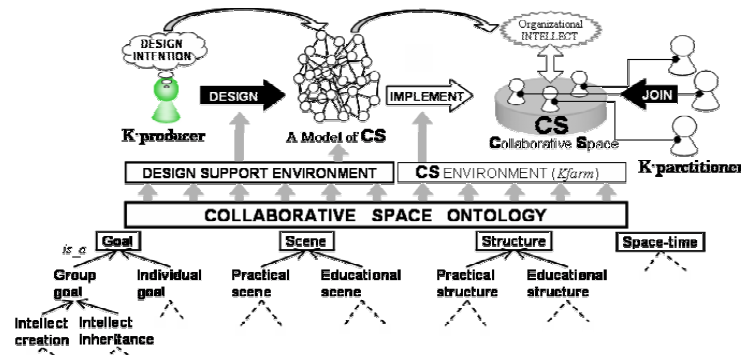 DESIGN
INTENTION
Organizational
INTELLECT
DESIGN
IMPLEMENT
JOIN
K-producer
A Model of CS
CS
Collaborative Space
K-parctitioner
DESIGN SUPPORT ENVIRONMENT
CS ENVIRONMENT (Kfarm)
COLLABORATIVE SPACE ONTOLOGY
is_a
Goal
Scene
Structure
Space-time
Group
goal
Individual
goal
Practical
scene
Educational
scene
Practical
structure
Educational
structure
Intellect
creation
Intellect
inheritance